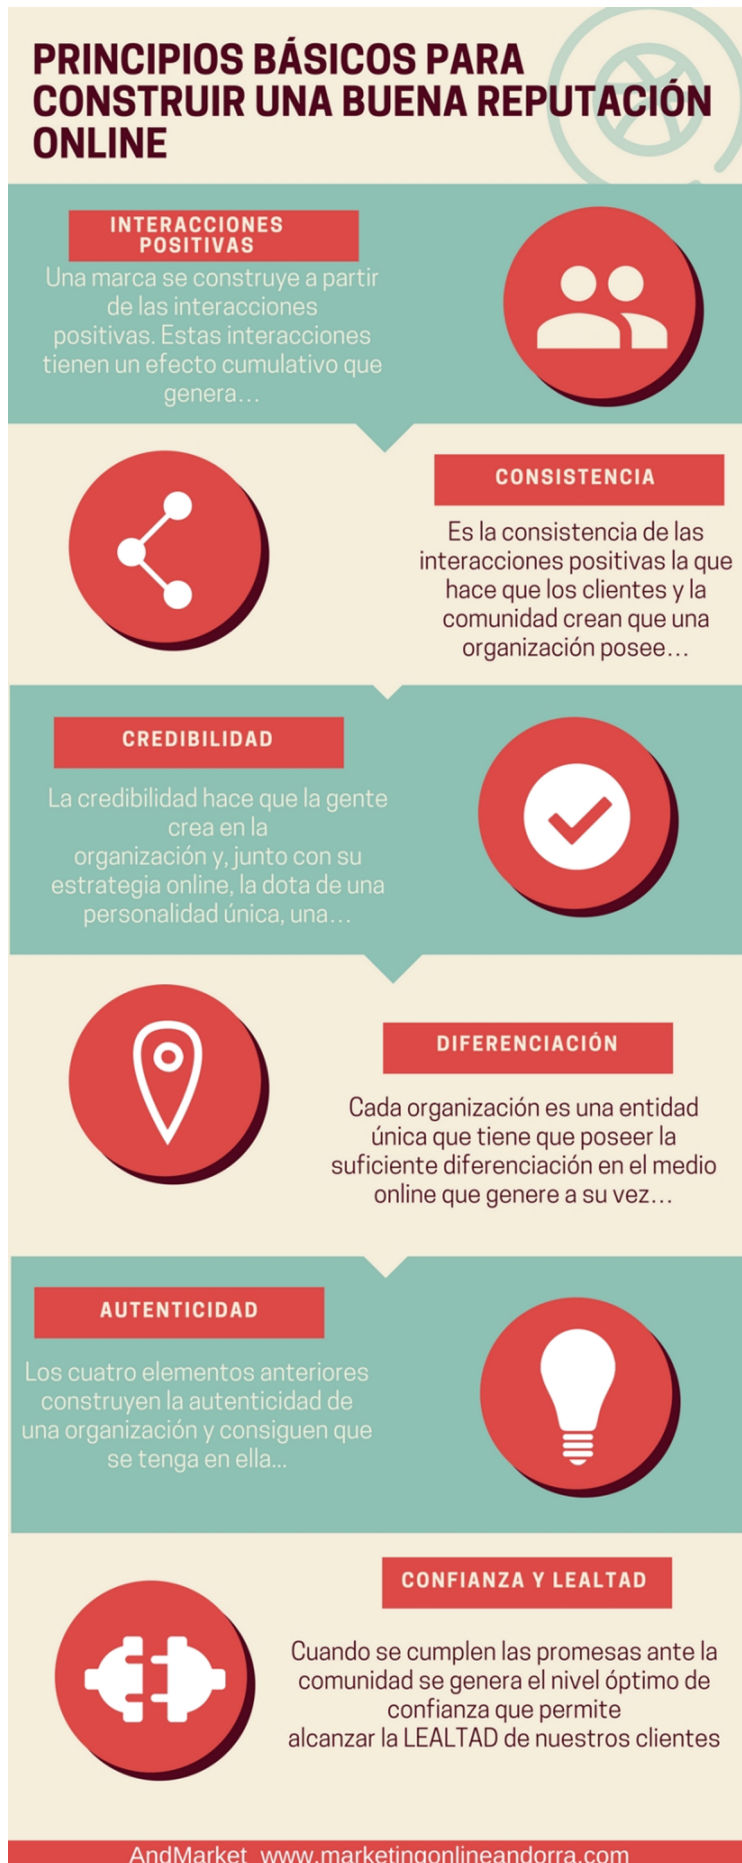 PRINCIPIOS BÁSICOS PARA
CONSTRUIR UNA BUENA REPUTACIÓN
ONLINE
INTERACCIONES
POSITIVAS
Una marca se construye a partir
de las interacciones
positivas. Estas interacciones
tienen un efecto cumulativo que
genera...
CONSISTENCIA
Es la consistencia de las
interacciones positivas la que
hace que los clientes y la
comunidad crean que una
organización posee...
CREDIBILIDAD
La credibilidad hace que la gente
crea en la
organización y, junto con su
estrategia online, la dota de una
personalidad única, una...
DIFERENCIACIÓN
Cada organización es una entidad
única que tiene que poseer la
suficiente diferenciación en el medio
online que genere a su vez...
AUTENTICIDAD
Los cuatro elementos anteriores
construyen la autenticidad de
una organización y consiguen que
se tenga en ella...
CONFIANZA Y LEALTAD
Cuando se cumplen las promesas ante la
comunidad se genera el nivel óptimo de
confianza que permite
alcanzar la LEALTAD de nuestros clientes
AndMarket www.marketingonlineandorra.com